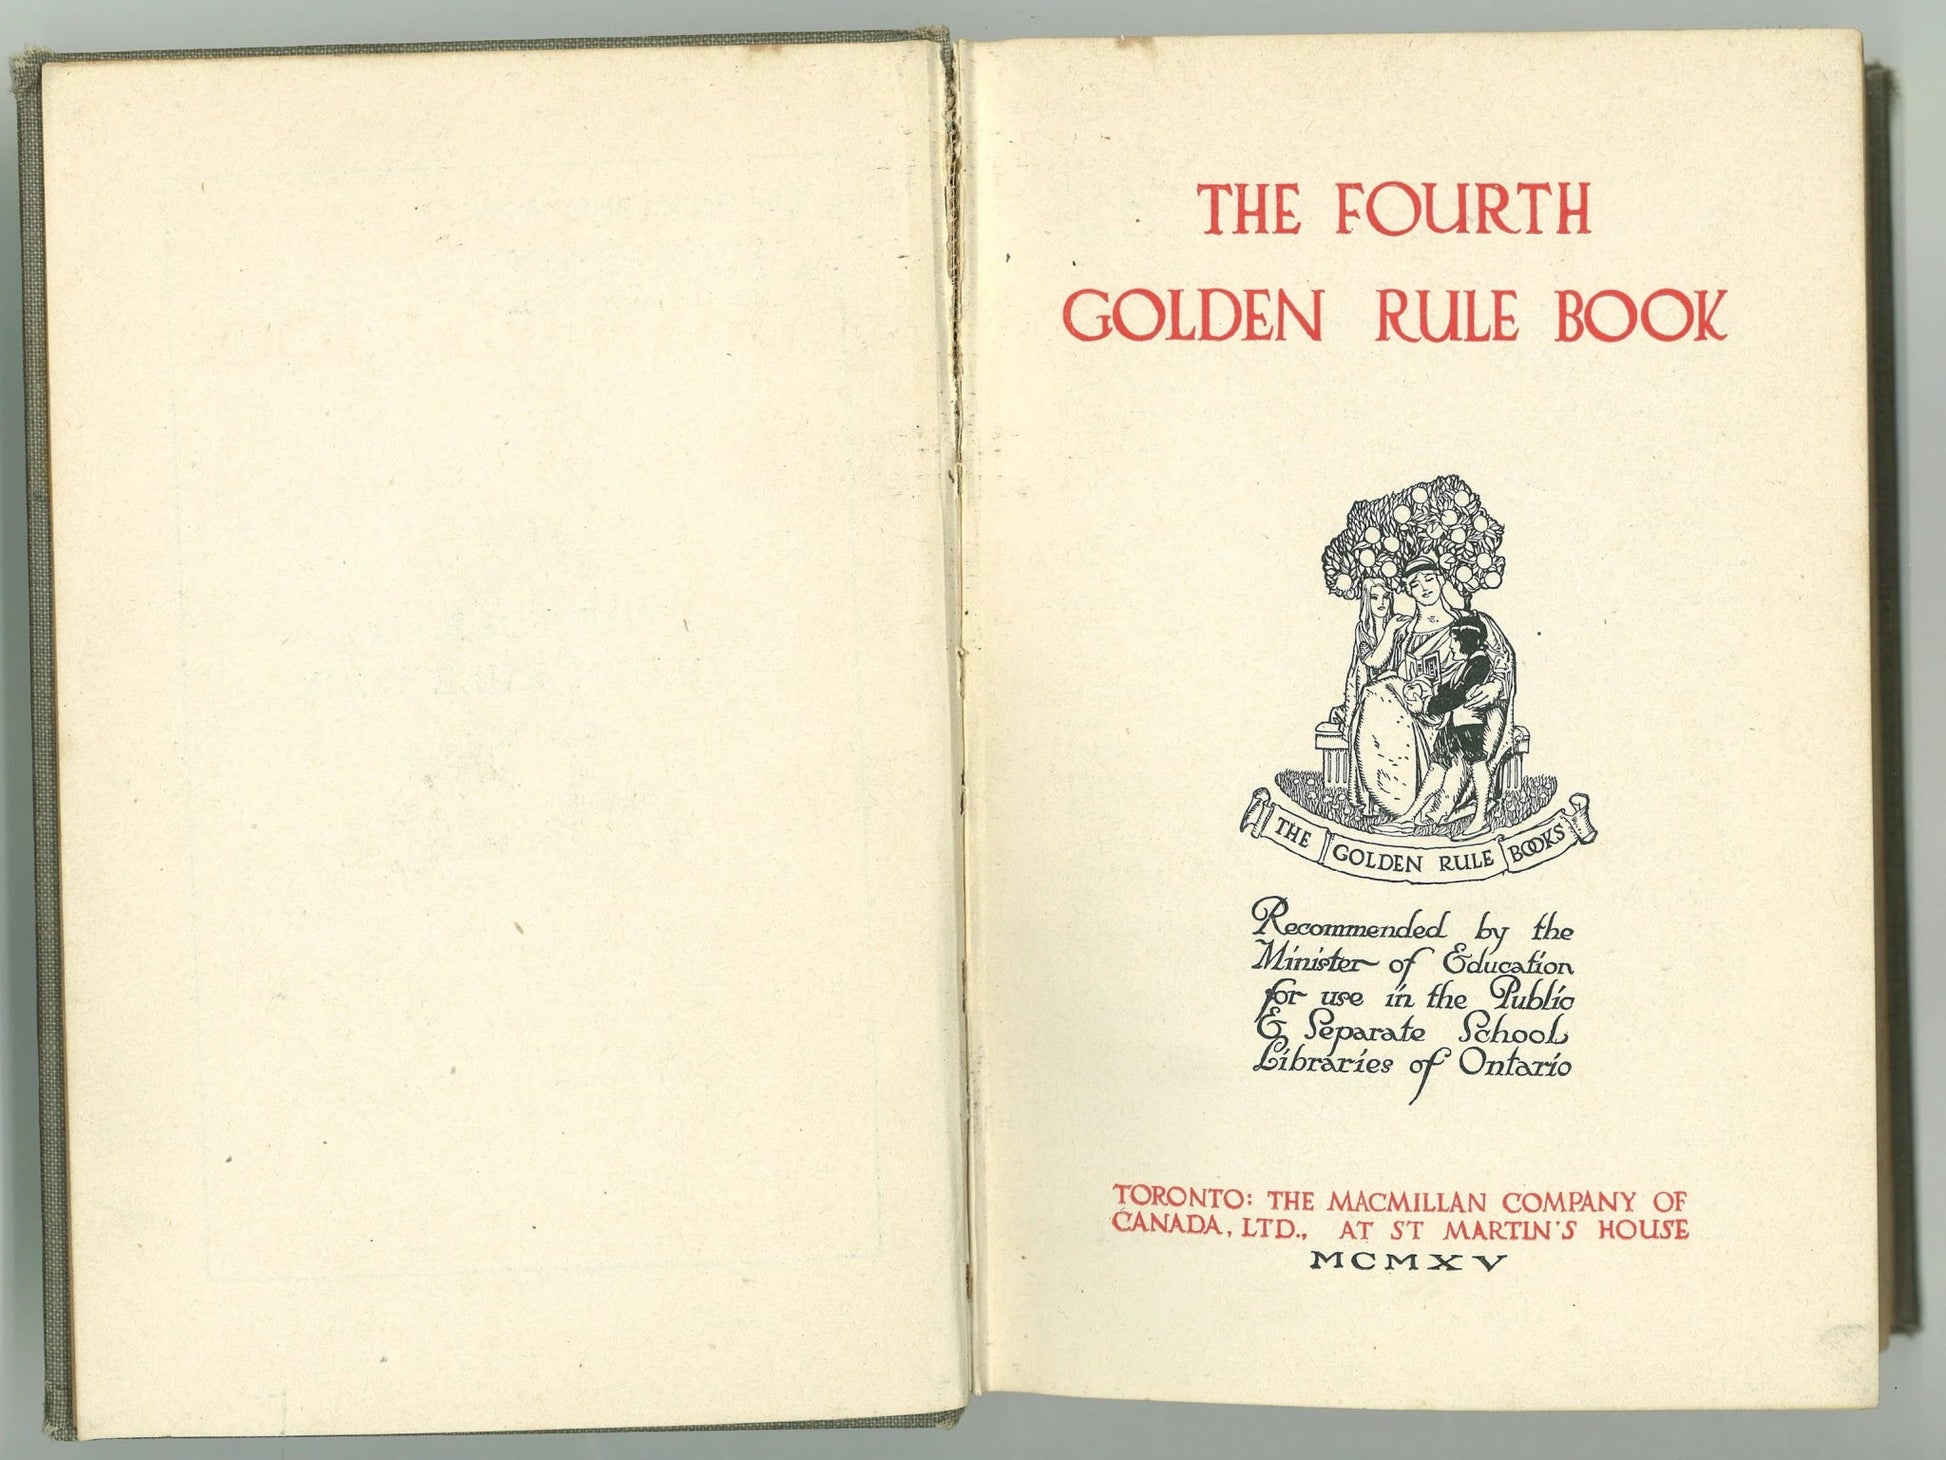 THE FOURTH
GOLDEN RULE BOOK
THE GOLDEN RULE BOOKS
Recommended by the
Minister of Education
for use in the Public
& Separate School
Libraries of Ontario
TORONTO: THE MACMILLAN COMPANY OF
CANADA, LTD., AT ST MARTIN'S HOUSE
MCMXV